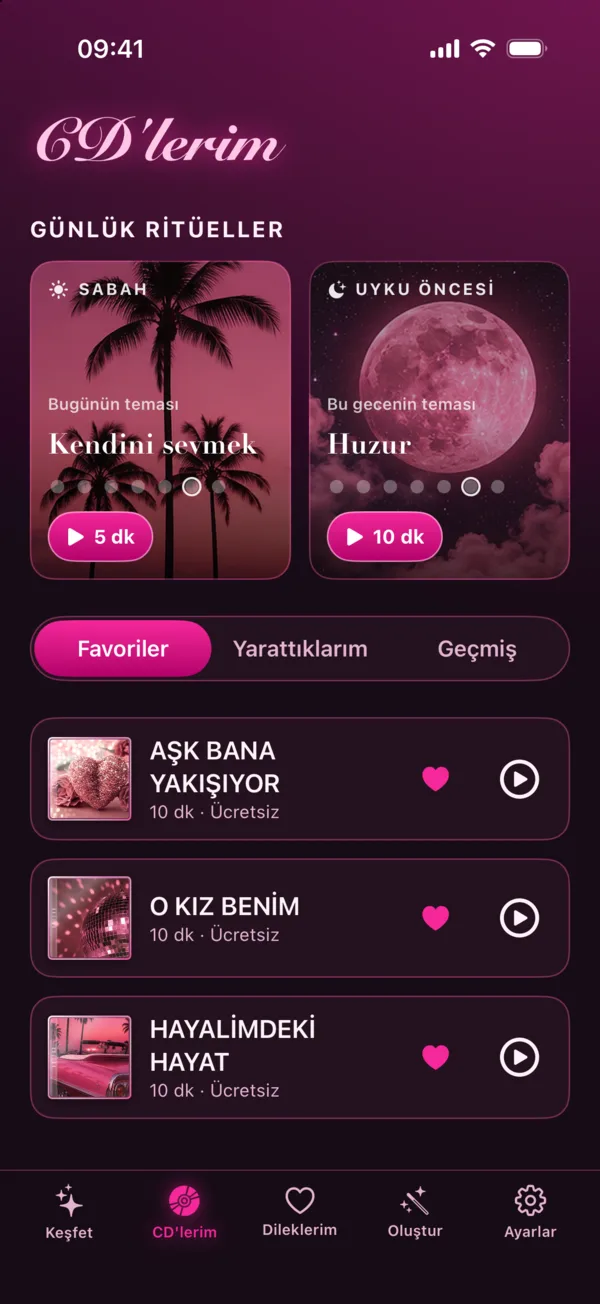 09:41
CD'lerim
GÜNLÜK RİTÜELLER
SABAH
Bugünün teması
Kendini sevmek
5 dk
UYKU ÖNCESİ
Bu gecenin teması
Huzur
10 dk
Favoriler
Yarattıklarım
Geçmiş
AŞK BANA
YAKIŞIYOR
10 dk · Ücretsiz
O KIZ BENİM
10 dk · Ücretsiz
HAYALİMDEKİ
HAYAT
10 dk · Ücretsiz
Keşfet
CD'lerim
Dileklerim
Oluştur
Ayarlar